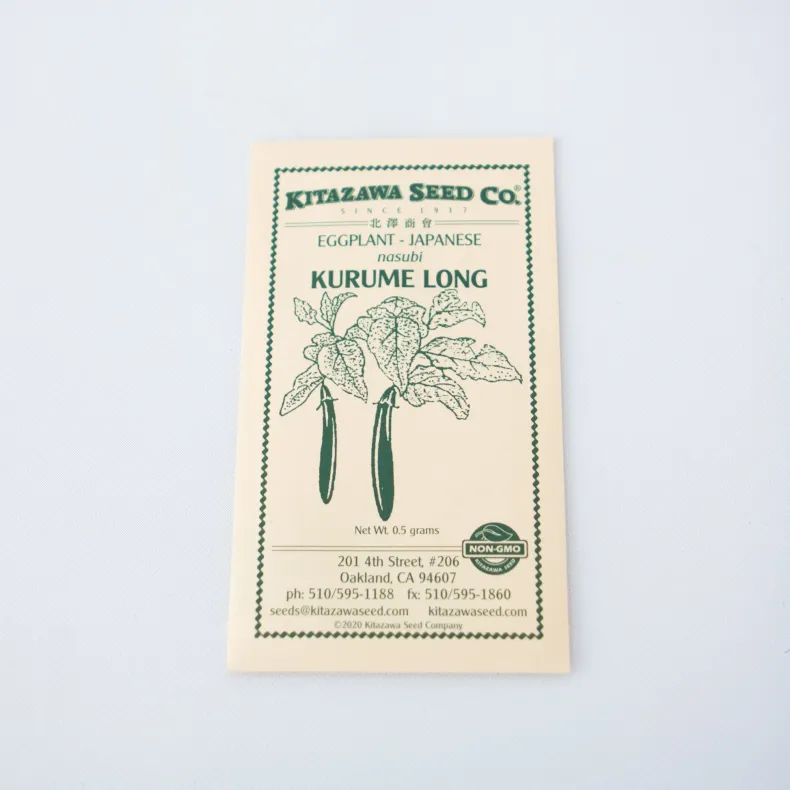 KITAZAWA SEED CO.®
SINCE 1917
北澤商會
EGGPLANT - JAPANESE
nasubi
KURUME LONG
Net Wt. 0.5 grams
NON-GMO
KITAZAWA SEED
201 4th Street, #206
Oakland, CA 94607
ph: 510/595-1188 fx: 510/595-1860
seeds@kitazawaseed.com kitazawaseed.com
©2020 Kitazawa Seed Company